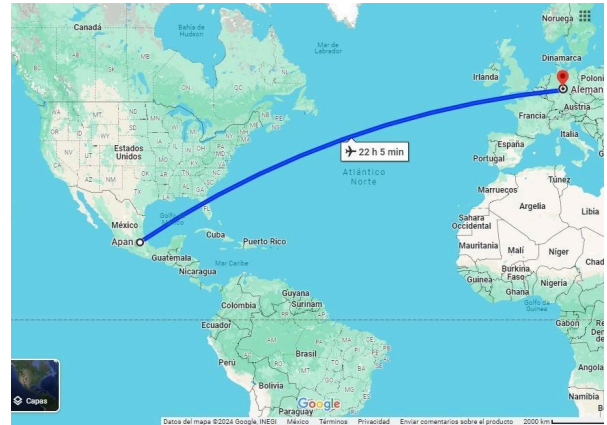 Noruega
Canadá
Bahía de
Hudson
Mar de
Labrador
Dinamarca
Irlanda
Poloni
Aleman
Austria
Francia
Italia
España
Portugal
22 h 5 min
Estados
Unidos
Atlántico
Norte
Túnez
Marruecos
Argelia
Libia
Sahara
Occidental
México
Golfo de
México
Apan
Cuba
Puerto Rico
Mauritania
Malí
Níger
Chad
Guatemala
Mar Caribe
Nicaragua
Burkina
Faso
Guinea
Nigeria
Ghana
Guyana
Surinam
Colombia
Golfo de
Guinea
Ecuador
Gabón
Perú
Brasil
Angola
Bolivia
Namibia
Paraguay
Capas
Google
Datos del mapa ©2024 Google, INEGI México Términos Privacidad Enviar comentarios sobre el producto 2000 km